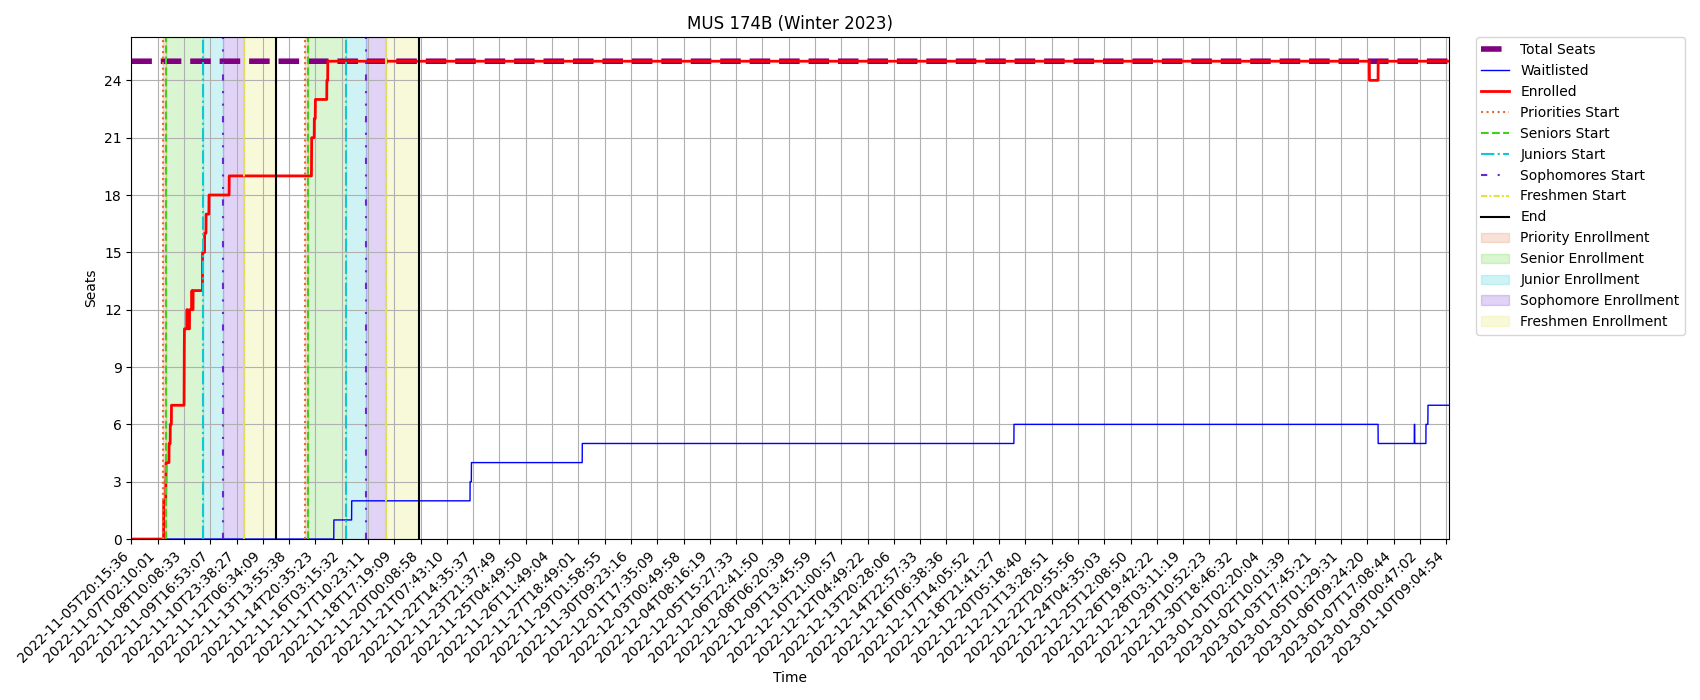 MUS 174B (Winter 2023)
Seats
24
21
18
15
12
9
6
3
0
2022-11-05T20:15:36
2022-11-07T02:10:01
2022-11-08T10:08:33
2022-11-09T16:53:07
2022-11-10T23:38:27
2022-11-12T06:34:09
2022-11-13T13:55:38
2022-11-14T20:35:23
2022-11-16T03:15:32
2022-11-17T10:23:11
2022-11-18T17:19:09
2022-11-20T00:08:58
2022-11-21T07:43:10
2022-11-22T14:35:37
2022-11-23T21:37:49
2022-11-25T04:49:50
2022-11-26T11:49:04
2022-11-27T18:49:01
2022-11-29T01:58:55
2022-11-30T09:23:16
2022-12-01T17:35:09
2022-12-03T00:49:58
2022-12-04T08:16:19
2022-12-05T15:27:33
2022-12-06T22:41:50
2022-12-08T06:20:39
2022-12-09T13:45:59
2022-12-10T21:00:57
2022-12-12T04:49:22
2022-12-13T20:28:06
2022-12-14T22:57:33
2022-12-16T06:38:36
2022-12-17T14:05:52
2022-12-18T21:41:27
2022-12-20T05:18:40
2022-12-21T13:28:51
2022-12-22T20:55:56
2022-12-24T04:35:03
2022-12-25T12:08:50
2022-12-26T19:42:22
2022-12-28T03:11:19
2022-12-29T10:52:23
2022-12-30T18:46:32
2023-01-01T02:20:04
2023-01-02T10:01:39
2023-01-03T17:45:21
2023-01-05T01:29:31
2023-01-06T09:24:20
2023-01-07T17:08:44
2023-01-09T00:47:02
2023-01-10T09:04:54
Time
Total Seats
Waitlisted
Enrolled
Priorities Start
Seniors Start
Juniors Start
Sophomores Start
Freshmen Start
End
Priority Enrollment
Senior Enrollment
Junior Enrollment
Sophomore Enrollment
Freshmen Enrollment